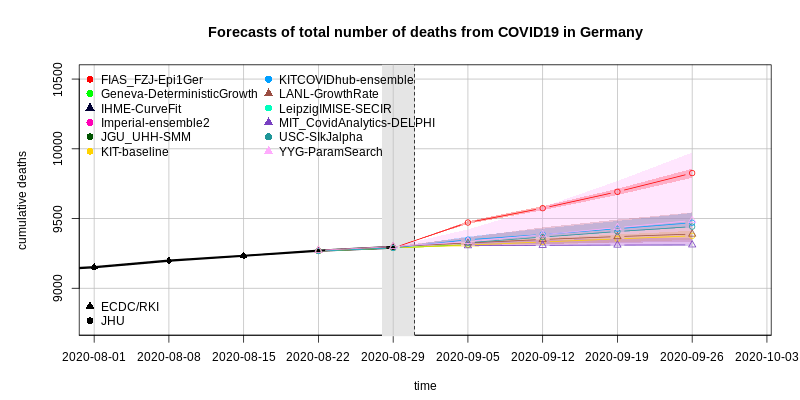 Forecasts of total number of deaths from COVID19 in Germany
cumulative deaths
10500
10000
9500
9000
FIAS_FZJ-Epi1Ger
Geneva-DeterministicGrowth
IHME-CurveFit
Imperial-ensemble2
JGU_UHH-SMM
KIT-baseline
KITCOVIDhub-ensemble
LANL-GrowthRate
LeipzigIMISE-SECIR
MIT_CovidAnalytics-DELPHI
USC-SIkJalpha
YYG-ParamSearch
ECDC/RKI
JHU
2020-08-01 2020-08-08 2020-08-15 2020-08-22 2020-08-29 2020-09-05 2020-09-12 2020-09-19 2020-09-26 2020-10-03
time